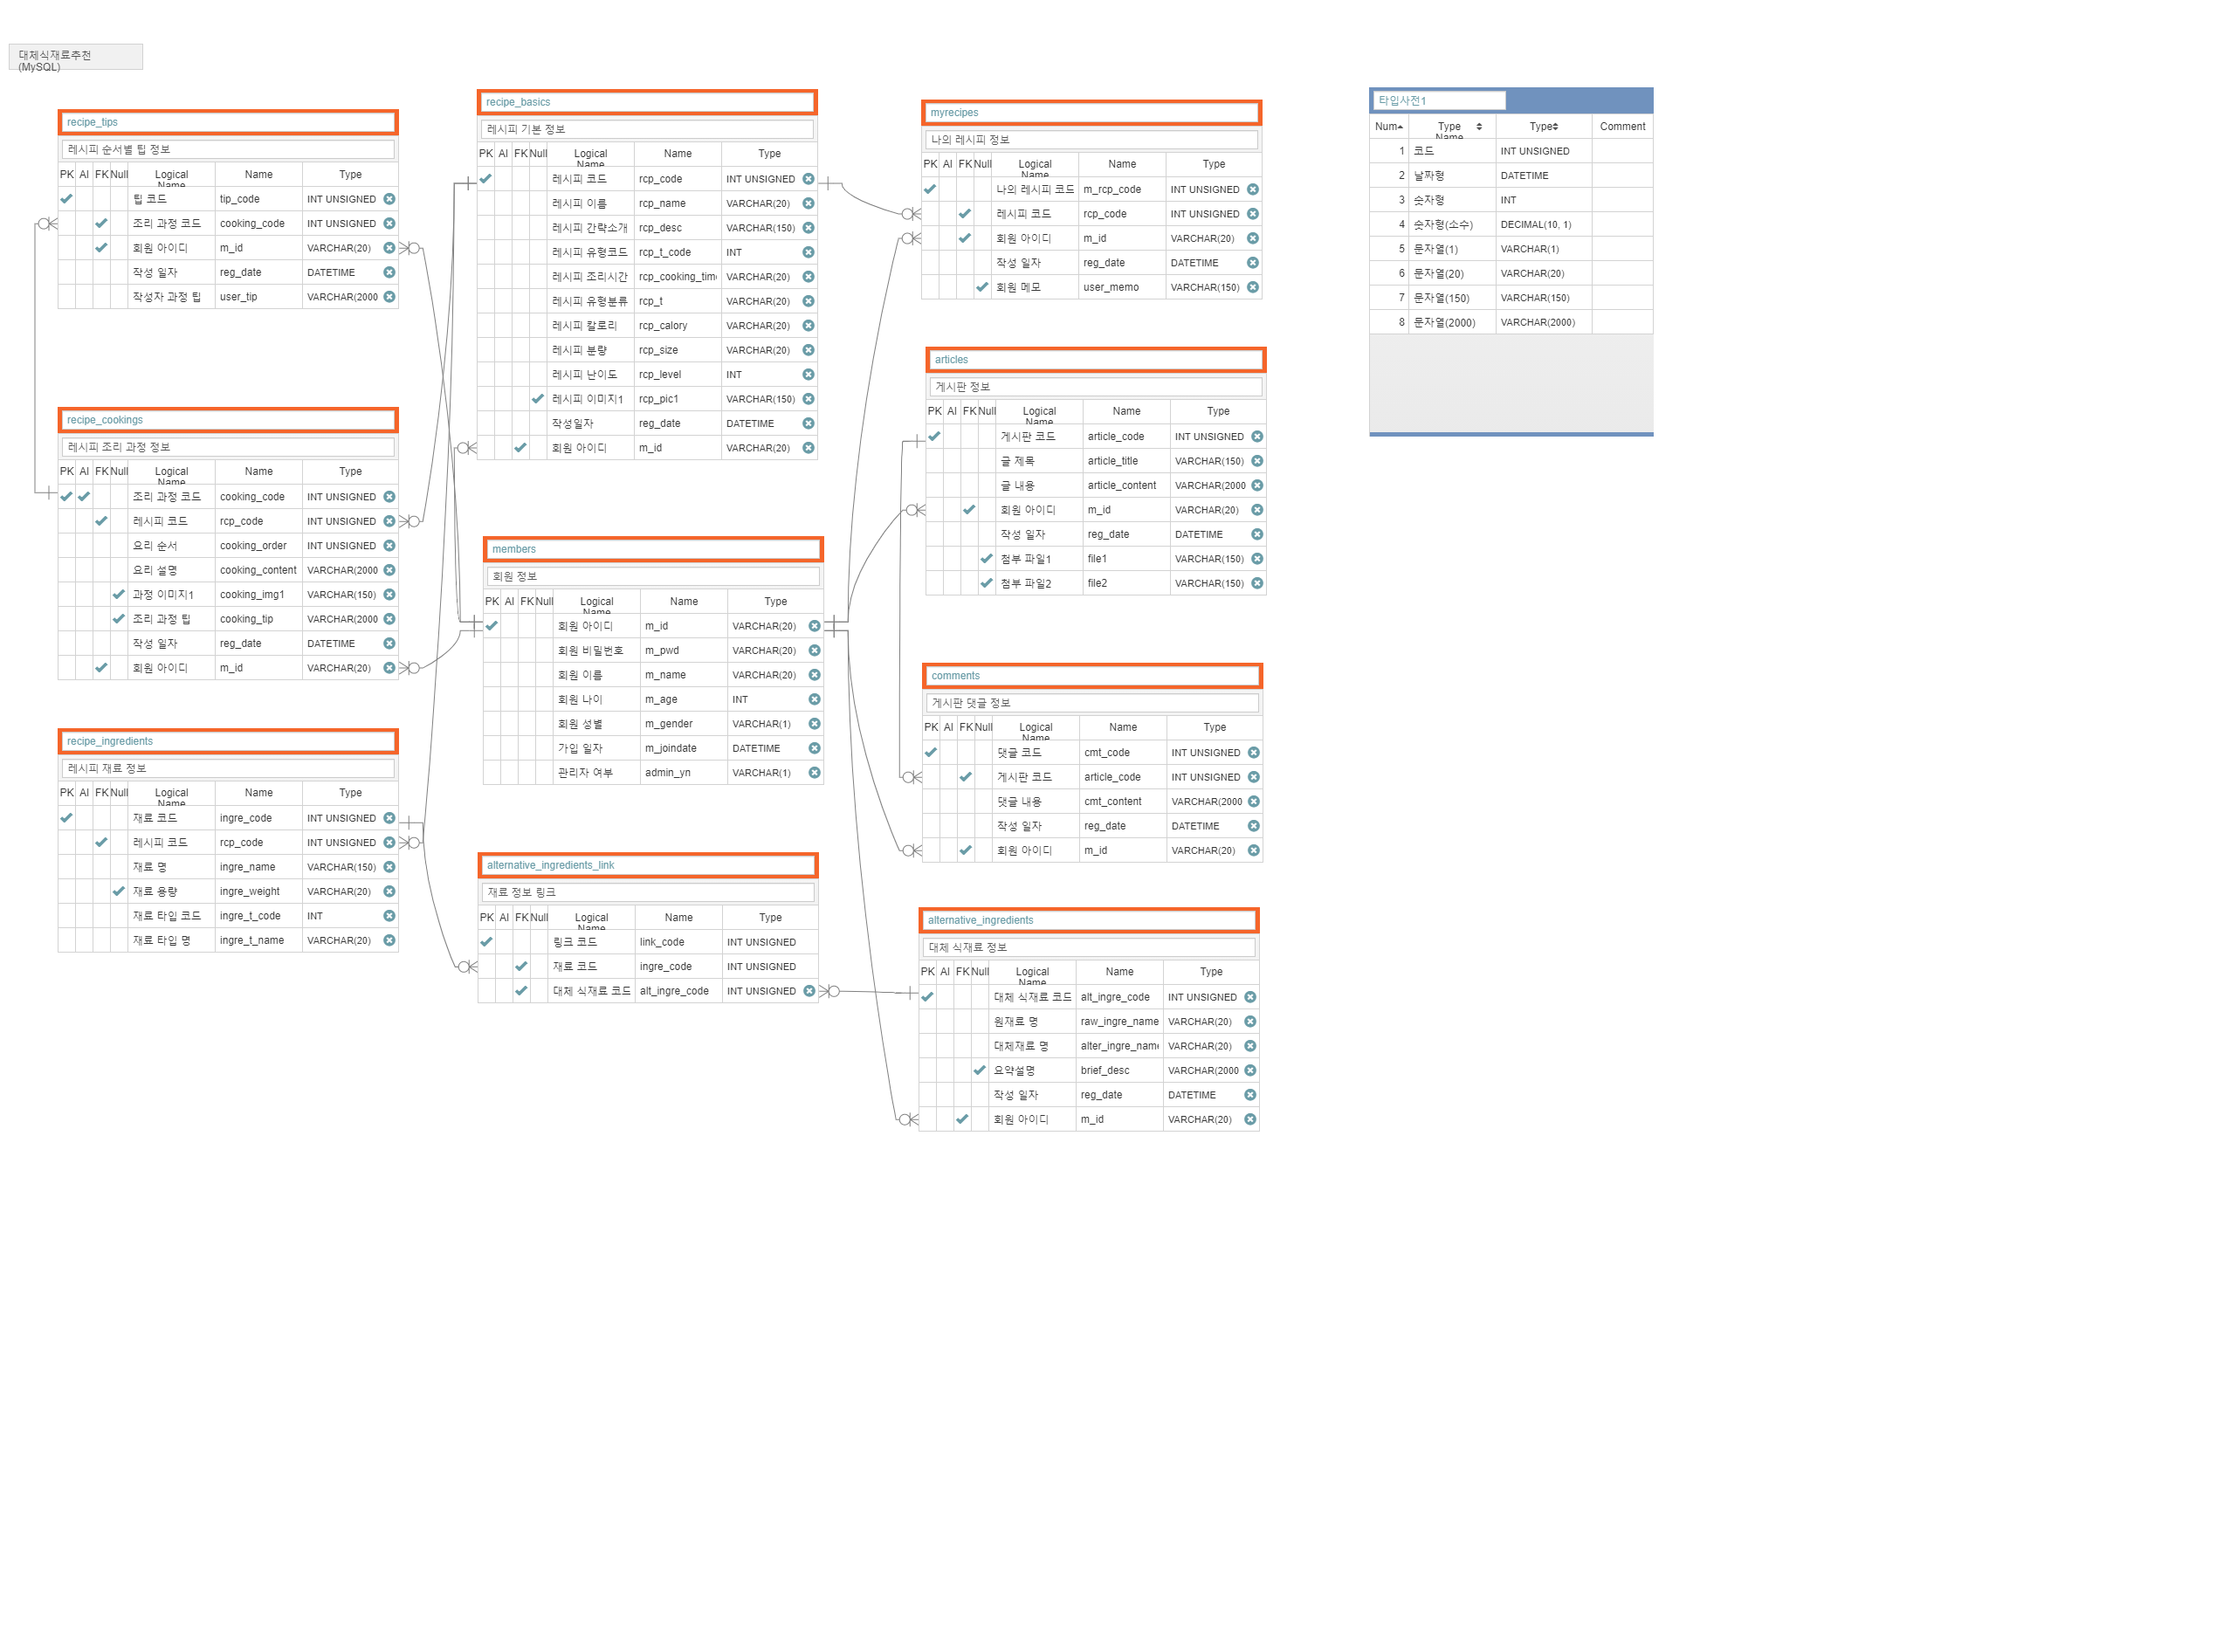 대체식재료추천
(MySQL)
recipe_tips
레시피 순서별 팁 정보
PK AI FK Null Logical Name Name Type
팁 코드 tip_code INT UNSIGNED
조리 과정 코드 cooking_code INT UNSIGNED
회원 아이디 m_id VARCHAR(20)
작성 일자 reg_date DATETIME
작성자 과정 팁 user_tip VARCHAR(2000
recipe_cookings
레시피 조리 과정 정보
PK AI FK Null Logical Name Name Type
조리 과정 코드 cooking_code INT UNSIGNED
레시피 코드 rcp_code INT UNSIGNED
요리 순서 cooking_order INT UNSIGNED
요리 설명 cooking_content VARCHAR(2000
과정 이미지1 cooking_img1 VARCHAR(150)
조리 과정 팁 cooking_tip VARCHAR(2000
작성 일자 reg_date DATETIME
회원 아이디 m_id VARCHAR(20)
recipe_ingredients
레시피 재료 정보
PK AI FK Null Logical Name Name Type
재료 코드 ingre_code INT UNSIGNED
레시피 코드 rcp_code INT UNSIGNED
재료 명 ingre_name VARCHAR(150)
재료 용량 ingre_weight VARCHAR(20)
재료 타입 코드 ingre_t_code INT
재료 타입 명 ingre_t_name VARCHAR(20)
recipe_basics
레시피 기본 정보
PK AI FK Null Logical Name Name Type
레시피 코드 rcp_code INT UNSIGNED
레시피 이름 rcp_name VARCHAR(20)
레시피 간략소개 rcp_desc VARCHAR(150)
레시피 유형코드 rcp_t_code INT
레시피 조리시간 rcp_cooking_time VARCHAR(20)
레시피 유형분류 rcp_t VARCHAR(20)
레시피 칼로리 rcp_calory VARCHAR(20)
레시피 분량 rcp_size VARCHAR(20)
레시피 난이도 rcp_level INT
레시피 이미지1 rcp_pic1 VARCHAR(150)
작성일자 reg_date DATETIME
회원 아이디 m_id VARCHAR(20)
members
회원 정보
PK AI FK Null Logical Name Name Type
회원 아이디 m_id VARCHAR(20)
회원 비밀번호 m_pwd VARCHAR(20)
회원 이름 m_name VARCHAR(20)
회원 나이 m_age INT
회원 성별 m_gender VARCHAR(1)
가입 일자 m_joindate DATETIME
관리자 여부 admin_yn VARCHAR(1)
alternative_ingredients_link
재료 정보 링크
PK AI FK Null Logical Name Name Type
링크 코드 link_code INT UNSIGNED
재료 코드 ingre_code INT UNSIGNED
대체 식재료 코드 alt_ingre_code INT UNSIGNED
myrecipes
나의 레시피 정보
PK AI FK Null Logical Name Name Type
나의 레시피 코드 m_rcp_code INT UNSIGNED
레시피 코드 rcp_code INT UNSIGNED
회원 아이디 m_id VARCHAR(20)
작성 일자 reg_date DATETIME
회원 메모 user_memo VARCHAR(150)
articles
게시판 정보
PK AI FK Null Logical Name Name Type
게시판 코드 article_code INT UNSIGNED
글 제목 article_title VARCHAR(150)
글 내용 article_content VARCHAR(2000
회원 아이디 m_id VARCHAR(20)
작성 일자 reg_date DATETIME
첨부 파일1 file1 VARCHAR(150)
첨부 파일2 file2 VARCHAR(150)
comments
게시판 댓글 정보
PK AI FK Null Logical Name Name Type
댓글 코드 cmt_code INT UNSIGNED
게시판 코드 article_code INT UNSIGNED
댓글 내용 cmt_content VARCHAR(2000
작성 일자 reg_date DATETIME
회원 아이디 m_id VARCHAR(20)
alternative_ingredients
대체 식재료 정보
PK AI FK Null Logical Name Name Type
대체 식재료 코드 alt_ingre_code INT UNSIGNED
원재료 명 raw_ingre_name VARCHAR(20)
대체재료 명 alter_ingre_name VARCHAR(20)
요약설명 brief_desc VARCHAR(2000
작성 일자 reg_date DATETIME
회원 아이디 m_id VARCHAR(20)
타입사전1
Num Type Name Type Comment
1 코드 INT UNSIGNED
2 날짜형 DATETIME
3 숫자형 INT
4 숫자형(소수) DECIMAL(10, 1)
5 문자열(1) VARCHAR(1)
6 문자열(20) VARCHAR(20)
7 문자열(150) VARCHAR(150)
8 문자열(2000) VARCHAR(2000)